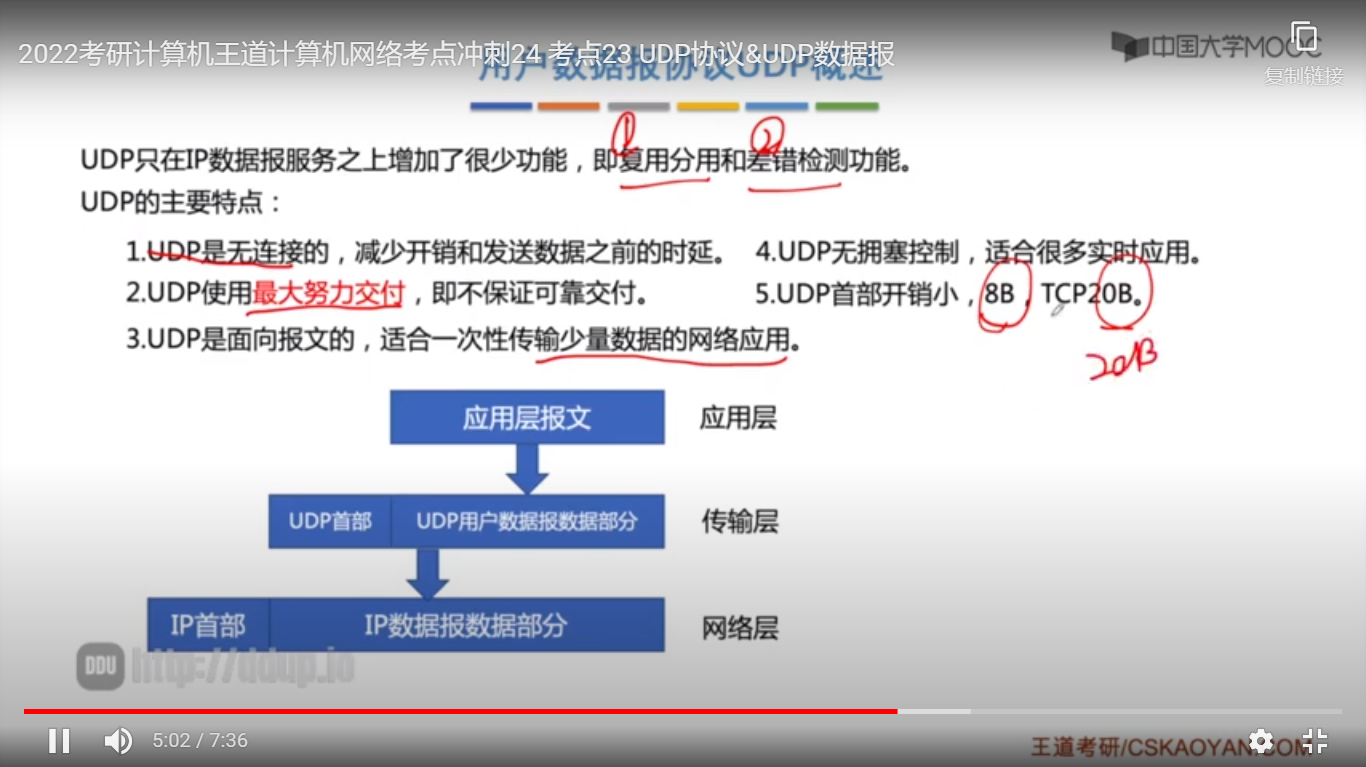 2022考研计算机王道计算机网络考点冲刺24 考点23 UDP协议&UDP数据报
中国大学MOOC
复制链接
用户数据报协议UDP概述
① ②
UDP只在IP数据报服务之上增加了很少功能，即复用分用和差错检测功能。
UDP的主要特点：
1.UDP是无连接的，减少开销和发送数据之前的时延。
2.UDP使用最大努力交付，即不保证可靠交付。
3.UDP是面向报文的，适合一次性传输少量数据的网络应用。
4.UDP无拥塞控制，适合很多实时应用。
5.UDP首部开销小，8B，TCP20B。
20B
应用层报文 应用层
UDP首部 UDP用户数据报数据部分 传输层
IP首部 IP数据报数据部分 网络层
DDU http://ddup.io
5:02 / 7:36
王道考研/CSKAOYAN.COM